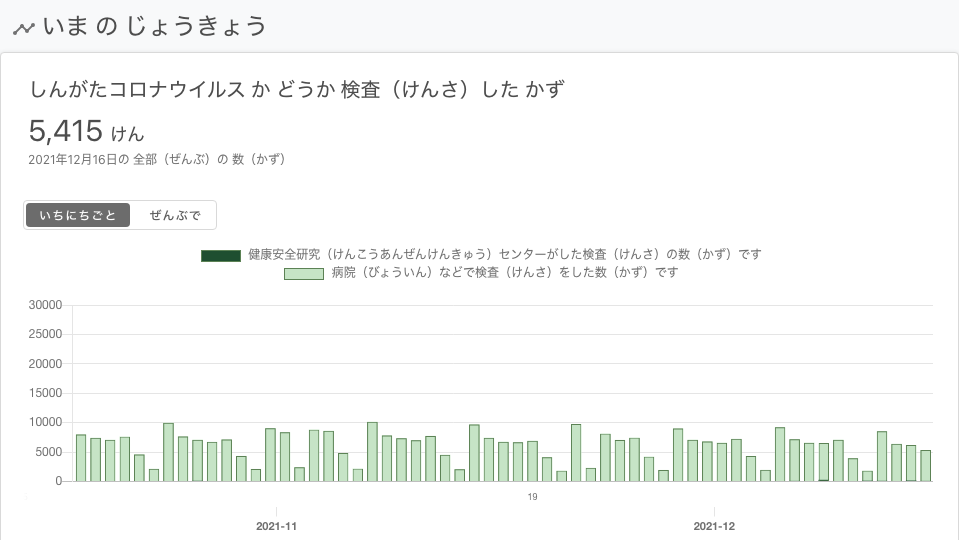 いま の じょうきょう
しんがたコロナウイルス か どうか 検査（けんさ）した かず
5,415 けん
2021年12月16日の 全部（ぜんぶ）の 数（かず）
いちにちごと ぜんぶで
健康安全研究（けんこうあんぜんけんきゅう）センターがした検査（けんさ）の数（かず）です
病院（びょういん）などで検査（けんさ）をした数（かず）です
30000
25000
20000
15000
10000
5000
0
19
2021-11 2021-12